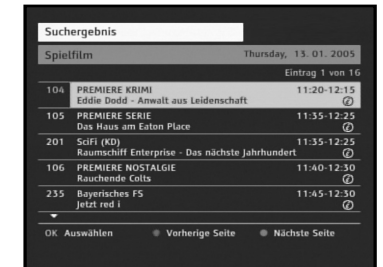 Suchergebnis
Spielfilm Thursday, 13. 01. 2005
Eintrag 1 von 16
104 PREMIERE KRIMI 11:20-12:15
Eddie Dodd - Anwalt aus Leidenschaft
105 PREMIERE SERIE 11:35-12:25
Das Haus am Eaton Place
201 SciFi (KD) 11:35-12:25
Raumschiff Enterprise - Das nächste Jahrhundert
106 PREMIERE NOSTALGIE 11:40-12:30
Rauchende Colts
235 Bayerisches FS 11:45-12:30
Jetzt red i
OK Auswählen Vorherige Seite Nächste Seite